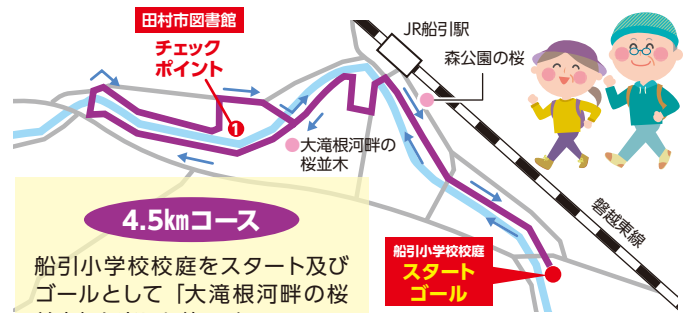 田村市図書館
チェック
ポイント
1
JR船引駅
森公園の桜
大滝根河畔の
桜並木
磐越東線
船引小学校校庭
スタート
ゴール
4.5kmコース
船引小学校校庭をスタート及び
ゴールとして「大滝根河畔の桜